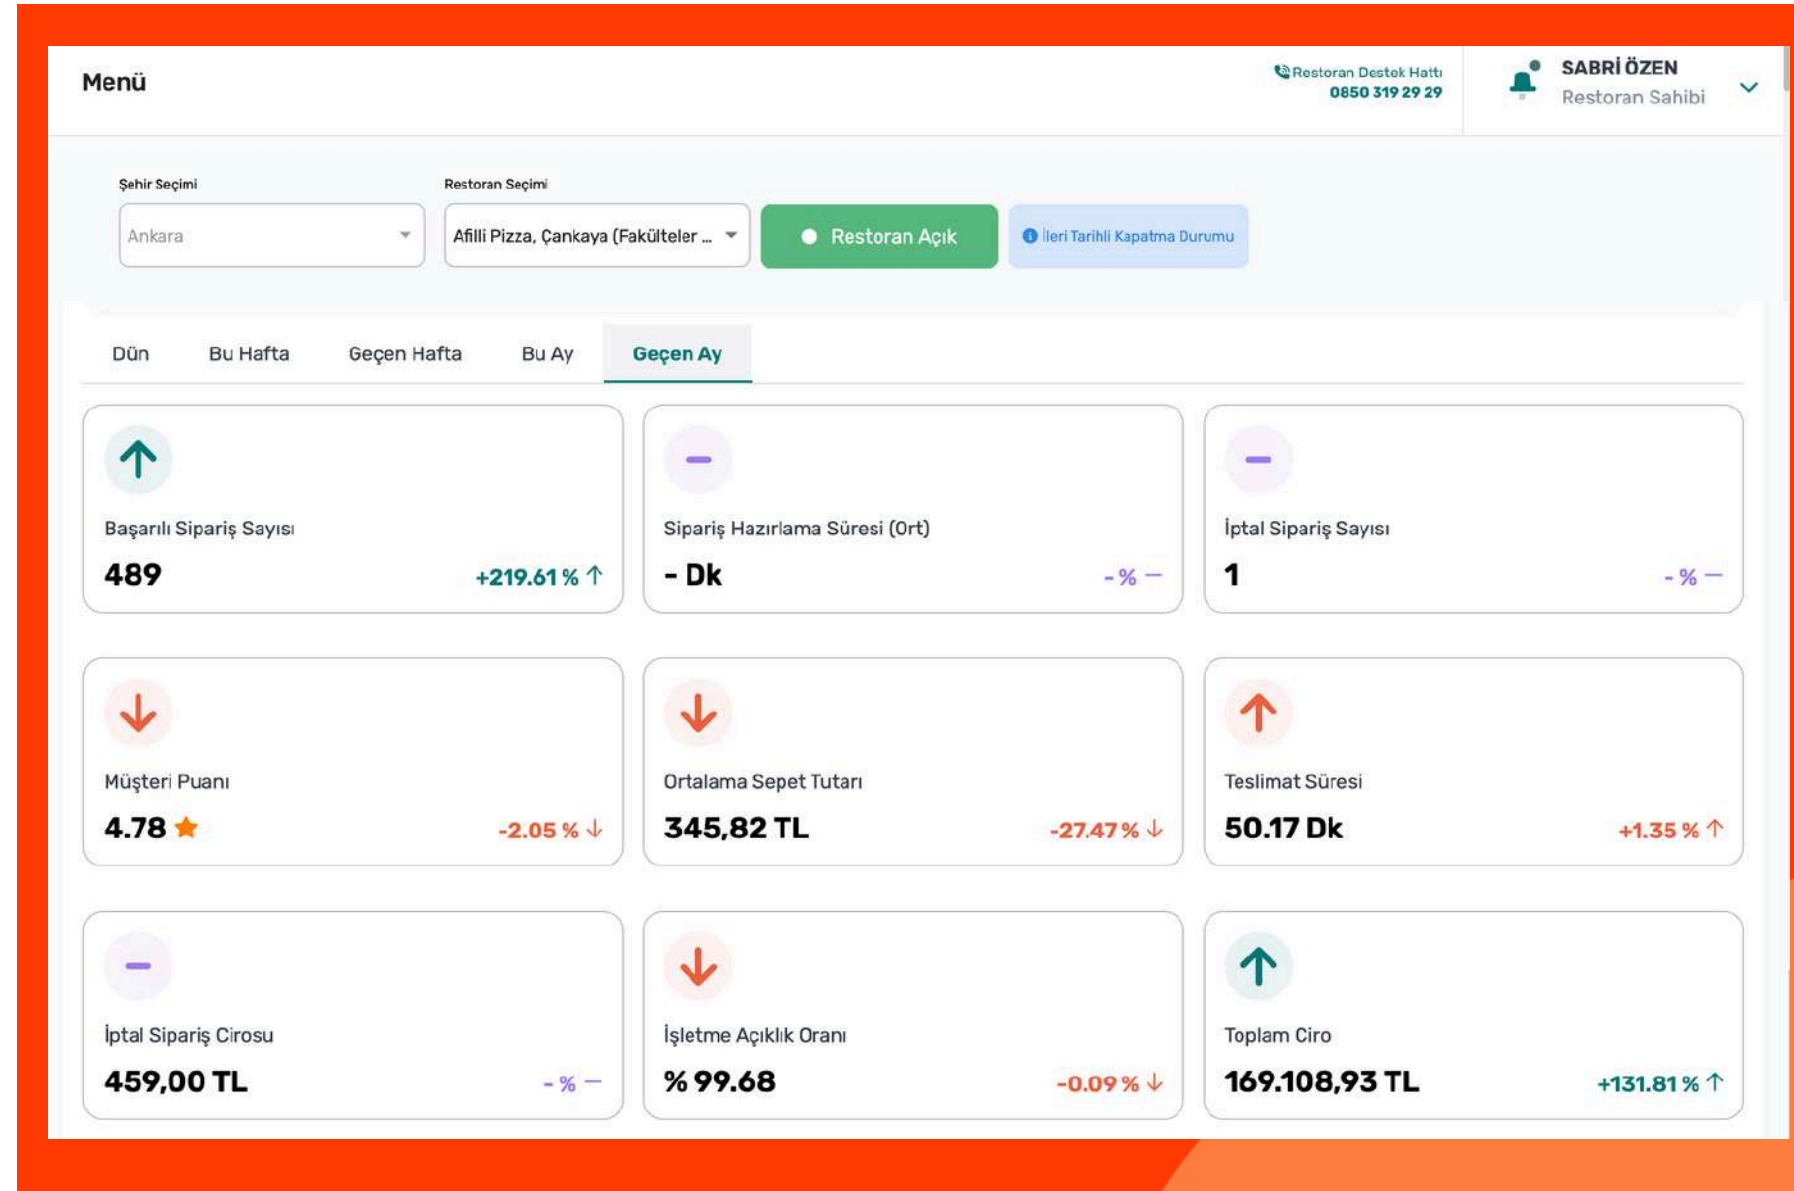 Menü
Restoran Destek Hattı
0850 319 29 29
SABRİ ÖZEN
Restoran Sahibi
Şehir Seçimi
Restoran Seçimi
Ankara
Afilli Pizza, Çankaya (Fakülteler ...
Restoran Açık
İleri Tarihli Kapatma Durumu
Dün
Bu Hafta
Geçen Hafta
Bu Ay
Geçen Ay
Başarılı Sipariş Sayısı
489
+219.61 % ↑
Sipariş Hazırlama Süresi (Ort)
- Dk
- % —
İptal Sipariş Sayısı
1
- % —
Müşteri Puanı
4.78
-2.05 % ↓
Ortalama Sepet Tutarı
345,82 TL
-27.47 % ↓
Teslimat Süresi
50.17 Dk
+1.35 % ↑
İptal Sipariş Cirosu
459,00 TL
- % —
İşletme Açıklık Oranı
% 99.68
-0.09 % ↓
Toplam Ciro
169.108,93 TL
+131.81 % ↑